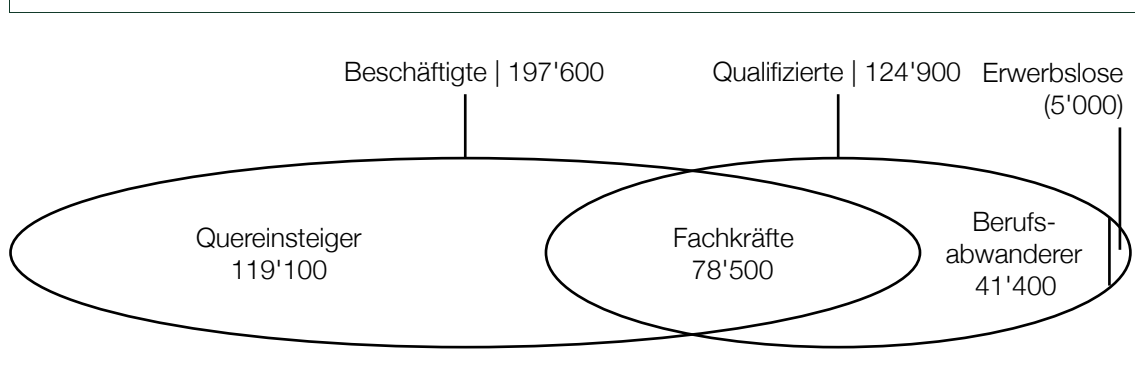 Beschäftigte | 197'600
Qualifizierte | 124'900
Erwerbslose
(5'000)
Quereinsteiger
119'100
Fachkräfte
78'500
Berufs-
abwanderer
41'400